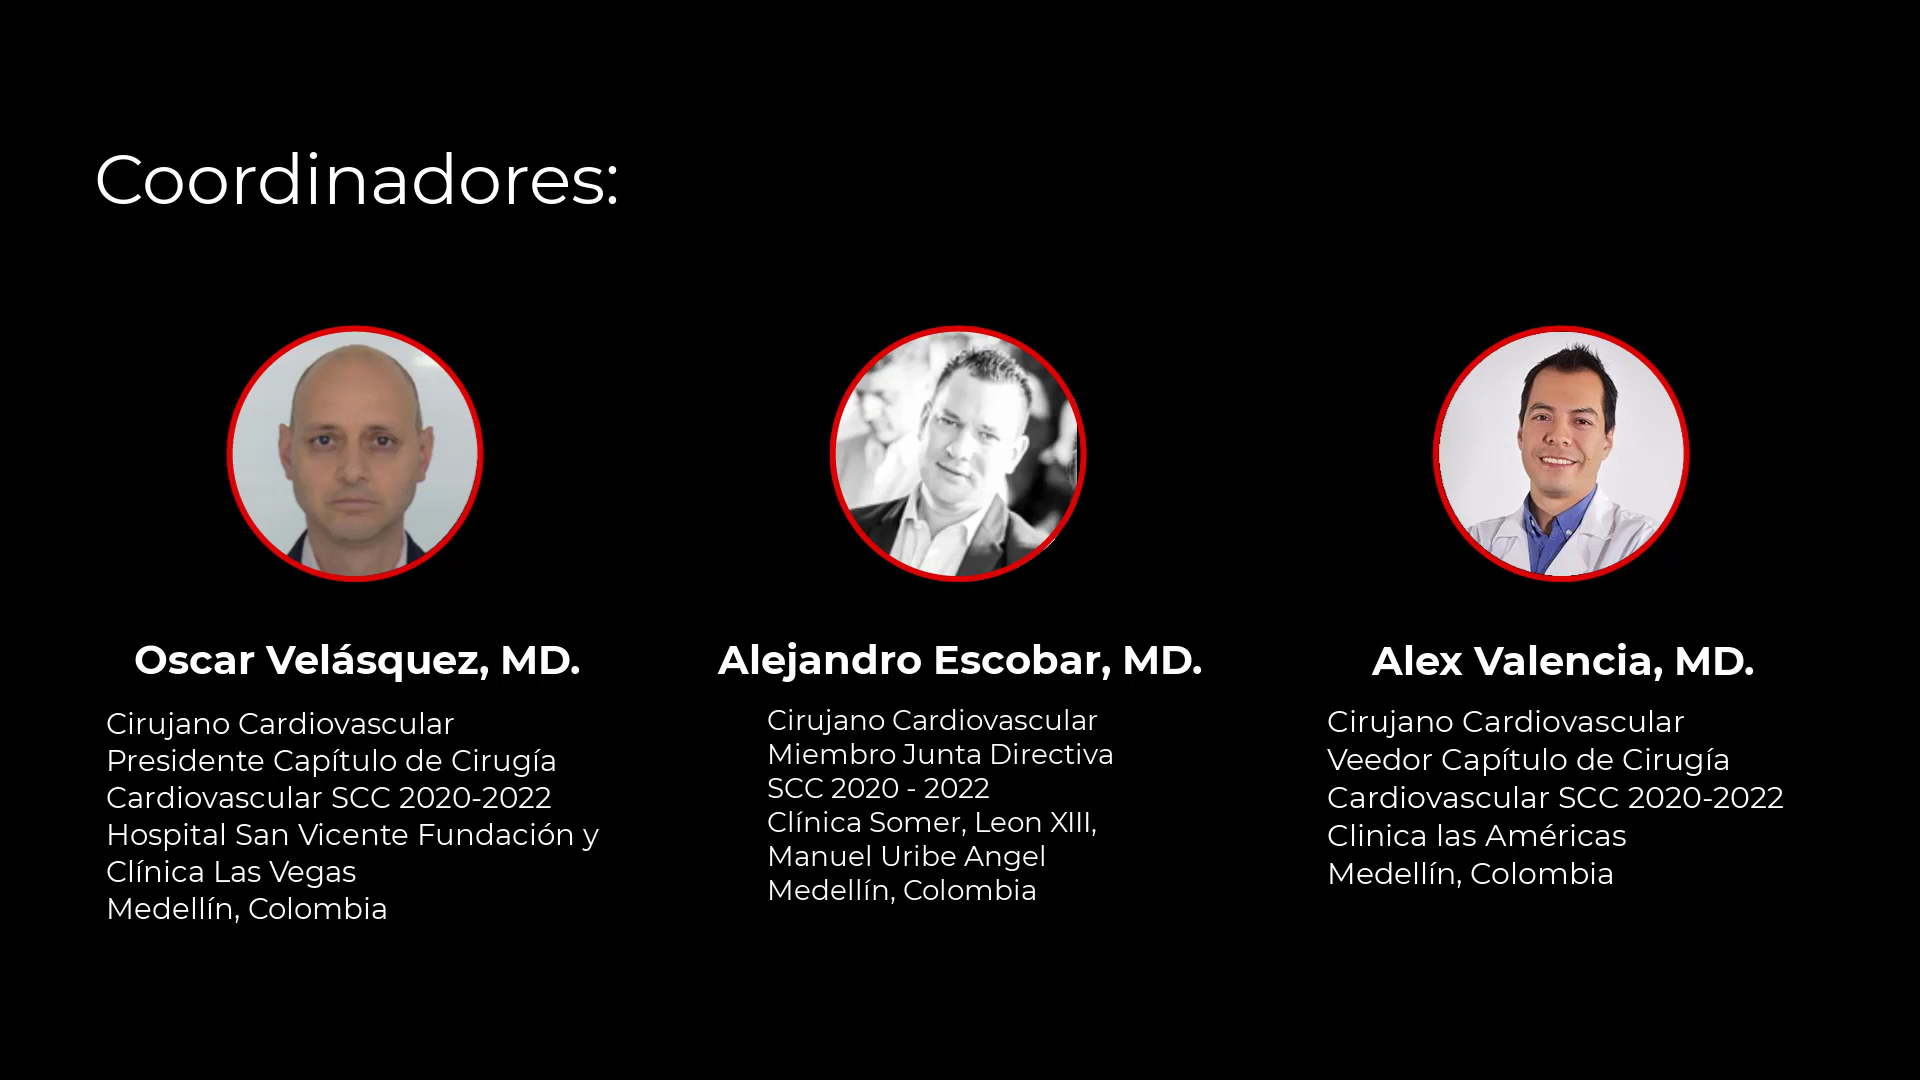 Coordinadores:
Oscar Velásquez, MD.
Cirujano Cardiovascular
Presidente Capítulo de Cirugía
Cardiovascular SCC 2020-2022
Hospital San Vicente Fundación y
Clínica Las Vegas
Medellín, Colombia
Alejandro Escobar, MD.
Cirujano Cardiovascular
Miembro Junta Directiva
SCC 2020 - 2022
Clínica Somer, Leon XIII,
Manuel Uribe Angel
Medellín, Colombia
Alex Valencia, MD.
Cirujano Cardiovascular
Veedor Capítulo de Cirugía
Cardiovascular SCC 2020-2022
Clinica las Américas
Medellín, Colombia